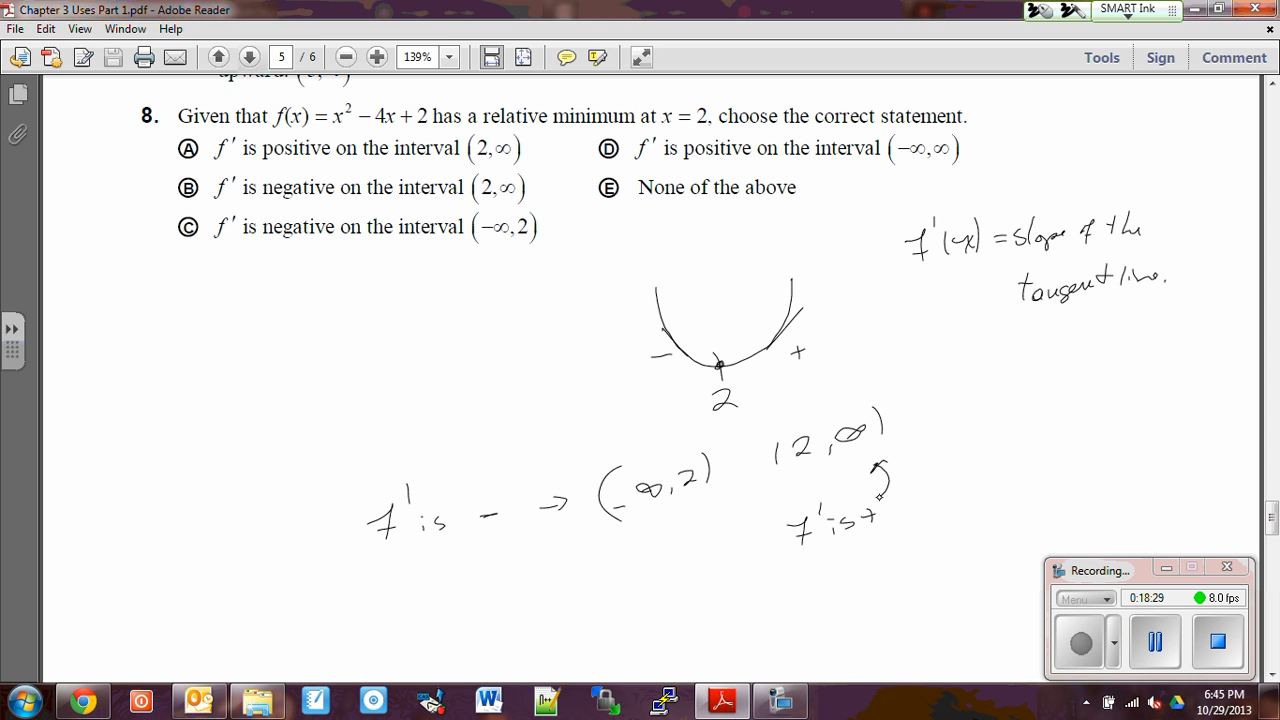 Chapter 3 Uses Part 1.pdf - Adobe Reader
SMART Ink
File Edit View Window Help
5 / 6 139% Tools Sign Comment
8. Given that f(x) = x² − 4x + 2 has a relative minimum at x = 2, choose the correct statement.
Ⓐ f′ is positive on the interval (2,∞) Ⓓ f′ is positive on the interval (−∞,∞)
Ⓑ f′ is negative on the interval (2,∞) Ⓔ None of the above
Ⓒ f′ is negative on the interval (−∞,2)
f'(x) = slope of the
tangent line.
− +
2
(2,∞)
f' is − → (-∞,2)
f' is +
Recording...
Menu 0:18:29 8.0 fps
6:45 PM
10/29/2013